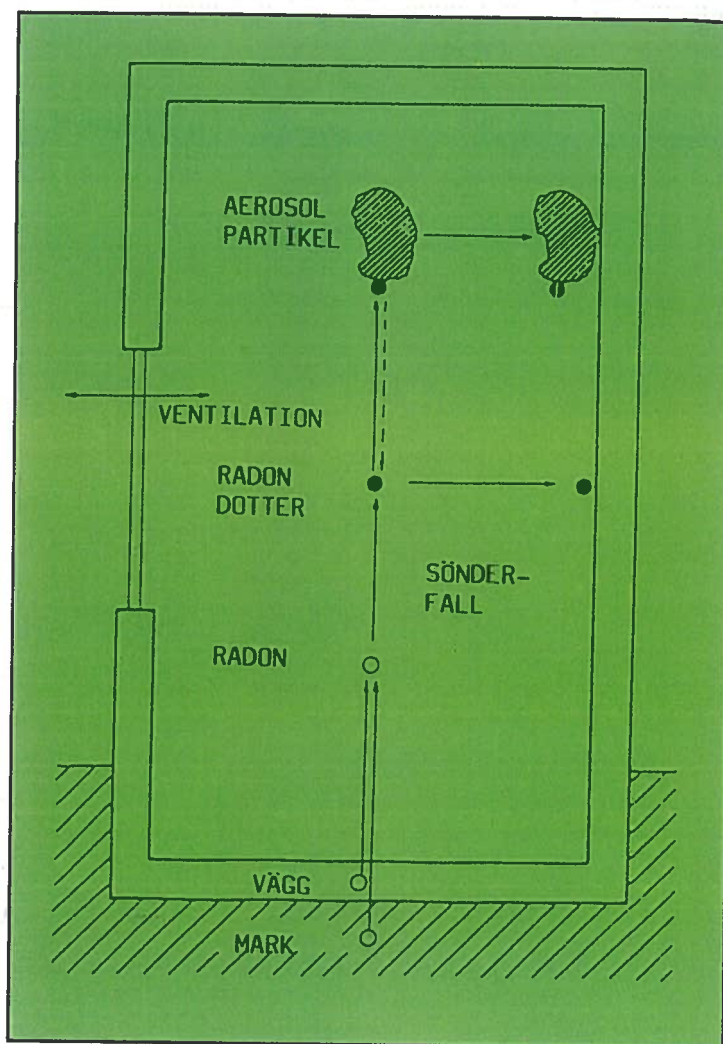 AEROSOL
PARTIKEL
VENTILATION
RADON
DOTTER
SÖNDER-
FALL
RADON
VÄGG
MARK